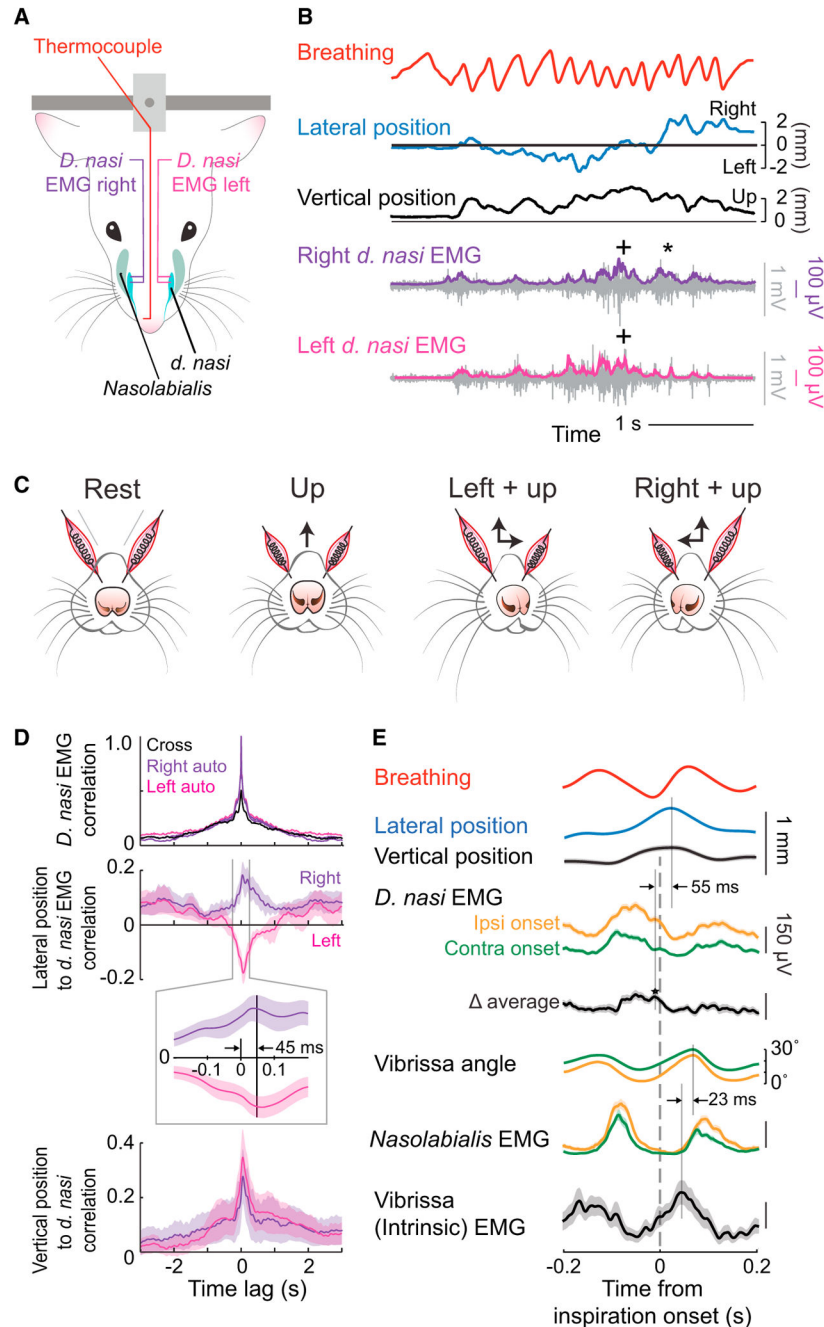 A
Thermocouple
D. nasi
EMG right
D. nasi
EMG left
d. nasi
Nasolabialis
B
Breathing
Lateral position
Right
2
0
-2
(mm)
Left
Vertical position
Up
2
0
(mm)
Right d. nasi EMG
+
*
1 mV
100 µV
Left d. nasi EMG
+
1 mV
100 µV
Time
1 s
C
Rest
Up
Left + up
Right + up
D
D. nasi EMG
correlation
1.0
0
Cross
Right auto
Left auto
Lateral position
to d. nasi EMG
correlation
0.2
0
-0.2
Right
Left
0
-0.1
0
0.1
45 ms
Vertical position
to d. nasi
correlation
0.4
0.2
0
-2
0
2
Time lag (s)
E
Breathing
Lateral position
Vertical position
1 mm
D. nasi EMG
55 ms
Ipsi onset
Contra onset
150 µV
Δ average
★
Vibrissa angle
30°
0°
23 ms
Nasolabialis EMG
Vibrissa
(Intrinsic) EMG
-0.2
0
0.2
Time from
inspiration onset (s)